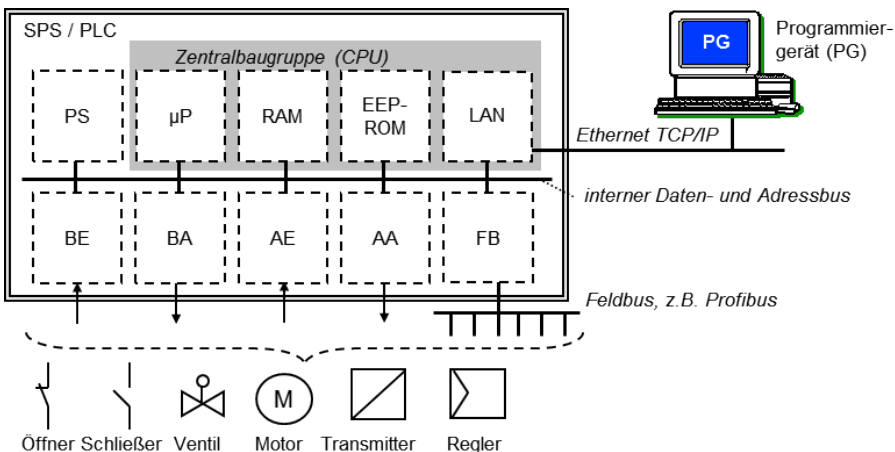 SPS / PLC
Zentralbaugruppe (CPU)
PS
µP
RAM
EEP-
ROM
LAN
PG
Programmier-
gerät (PG)
Ethernet TCP/IP
interner Daten- und Adressbus
BE
BA
AE
AA
FB
Feldbus, z.B. Profibus
M
Öffner Schließer Ventil Motor Transmitter Regler